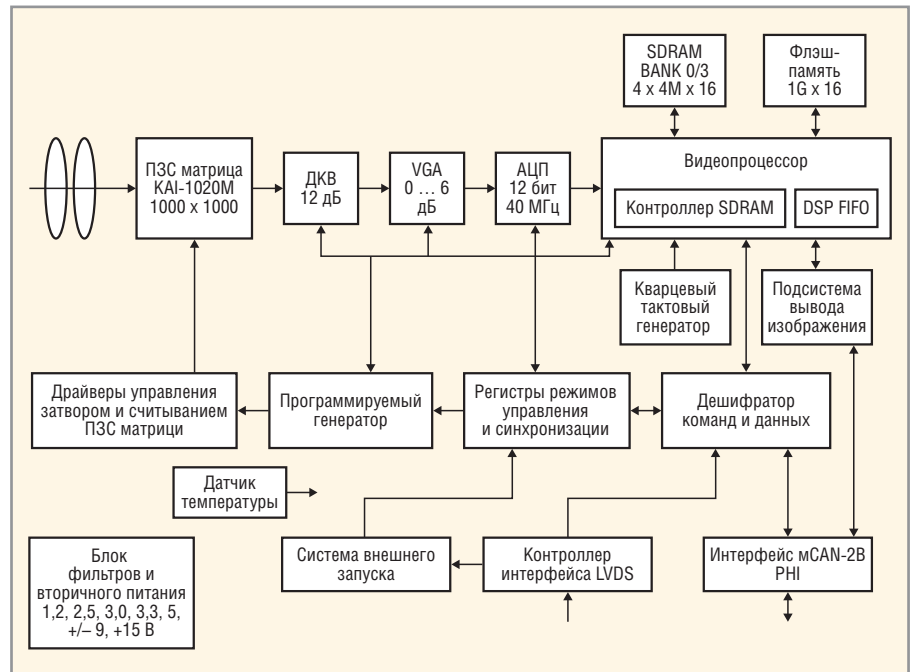 SDRAM
BANK 0/3
4 x 4M x 16
Флэш-
память
1G x 16
ПЗС матрица
KAI-1020M
1000 x 1000
ДКВ
12 дБ
VGA
0 ... 6
дБ
АЦП
12 бит
40 МГц
Видеопроцессор
Контроллер SDRAM
DSP FIFO
Кварцевый
тактовый
генератор
Подсистема
вывода
изображения
Драйверы управления
затвором и считыванием
ПЗС матрици
Программируемый
генератор
Регистры режимов
управления
и синхронизации
Дешифратор
команд и данных
Датчик
температуры
Блок
фильтров и
вторичного питания
1,2, 2,5, 3,0, 3,3, 5,
+/– 9, +15 В
Система внешнего
запуска
Контроллер
интерфейса LVDS
Интерфейс мCAN-2B
PHI